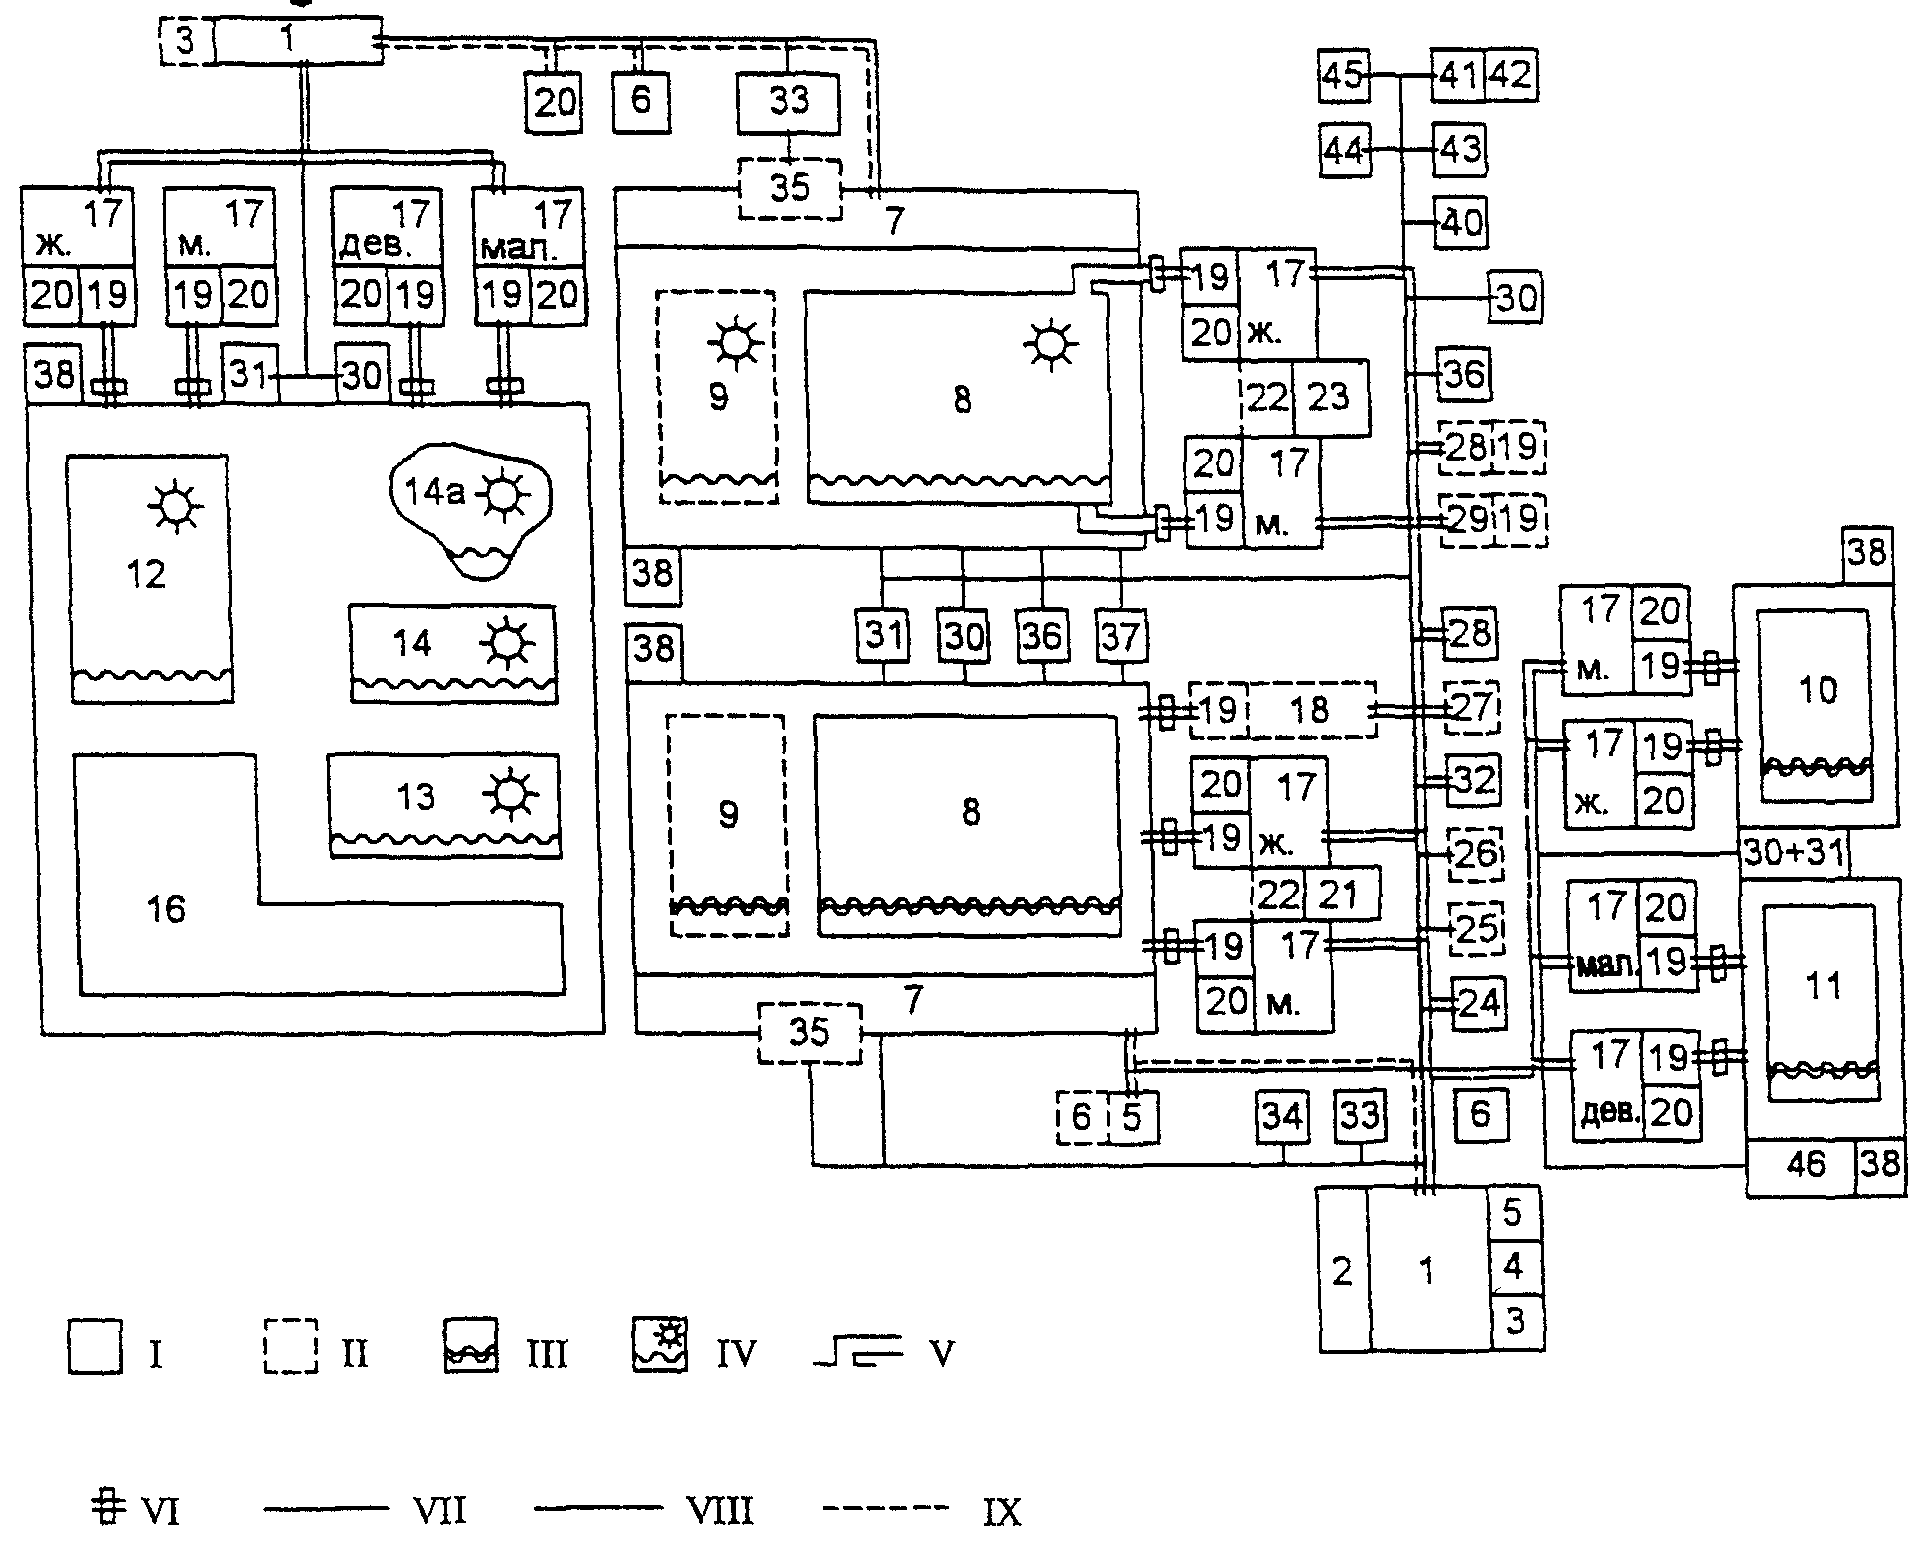 3 1
20 6 33
35
7
45 41 42
44 43
40
30
36
28 19
29 19
17 ж. 20 19
17 м. 19 20
17 дев. 20 19
17 мал. 19 20
38 31 30
12
14а
14
13
16
9 8
19 17
20 ж.
22 23
20 17
19 м.
38
38
31 30 36 37
28
19 18 27
9 8
20 17
19 ж.
32
26
22 21
25
19 17
20 м.
24
7
35
6 5
34 33
6
38
17 20
м. 19
10
17 19
ж. 20
30+31
17 20
мал. 19
11
17 19
дев. 20
46 38
2 1 5
4
3
I II III IV V
VI VII VIII IX